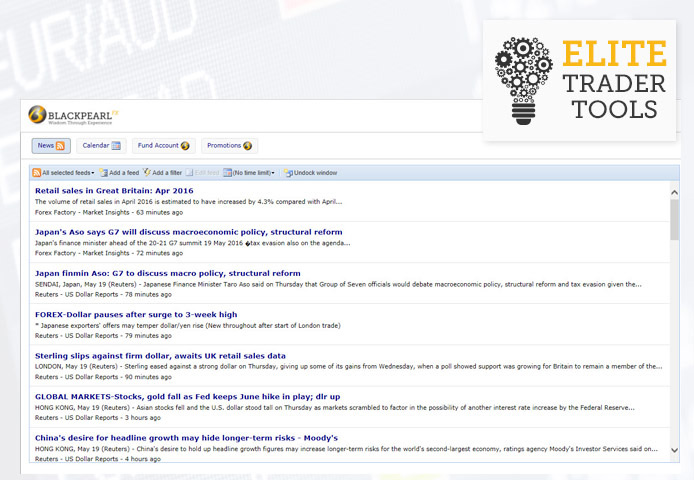 EUR/AUD
ELITE
TRADER
TOOLS
BLACKPEARL FX
Wisdom Through Experience
News Calendar Fund Account Promotions
All selected feeds Add a feed Add a filter Edit feed (No time limit) Undock window
Retail sales in Great Britain: Apr 2016
The volume of retail sales in April 2016 is estimated to have increased by 4.3% compared with April...
Forex Factory - Market Insights - 63 minutes ago
Japan's Aso says G7 will discuss macroeconomic policy, structural reform
Japan's finance minister ahead of the 20-21 G7 summit 19 May 2016 �tax evasion also on the agenda...
Forex Factory - Market Insights - 72 minutes ago
Japan finmin Aso: G7 to discuss macro policy, structural reform
SENDAI, Japan, May 19 (Reuters) - Japanese Finance Minister Taro Aso said on Thursday that Group of Seven officials would debate macroeconomic policy, structural reform and tax evasion given the...
Reuters - US Dollar Reports - 78 minutes ago
FOREX-Dollar pauses after surge to 3-week high
* Japanese exporters' offers may temper dollar/yen rise (New throughout after start of London trade)
Reuters - US Dollar Reports - 79 minutes ago
Sterling slips against firm dollar, awaits UK retail sales data
LONDON, May 19 (Reuters) - Sterling eased against a strong dollar on Thursday, giving up some of its gains from Wednesday, when a poll showed support was growing for Britain to remain a member of the...
Reuters - US Dollar Reports - 90 minutes ago
GLOBAL MARKETS-Stocks, gold fall as Fed keeps June hike in play; dlr up
HONG KONG, May 19 (Reuters) - Asian stocks fell and the U.S. dollar stood tall on Thursday as markets scrambled to factor in the possibility of another interest rate increase by the Federal Reserve...
Reuters - US Dollar Reports - 3 hours ago
China's desire for headline growth may hide longer-term risks - Moody's
HONG KONG, May 19 (Reuters) - China's desire to hold up headline growth figures may increase longer-term risks for the world's second-largest economy, ratings agency Moody's Investor Services said on...
Reuters - US Dollar Reports - 4 hours ago